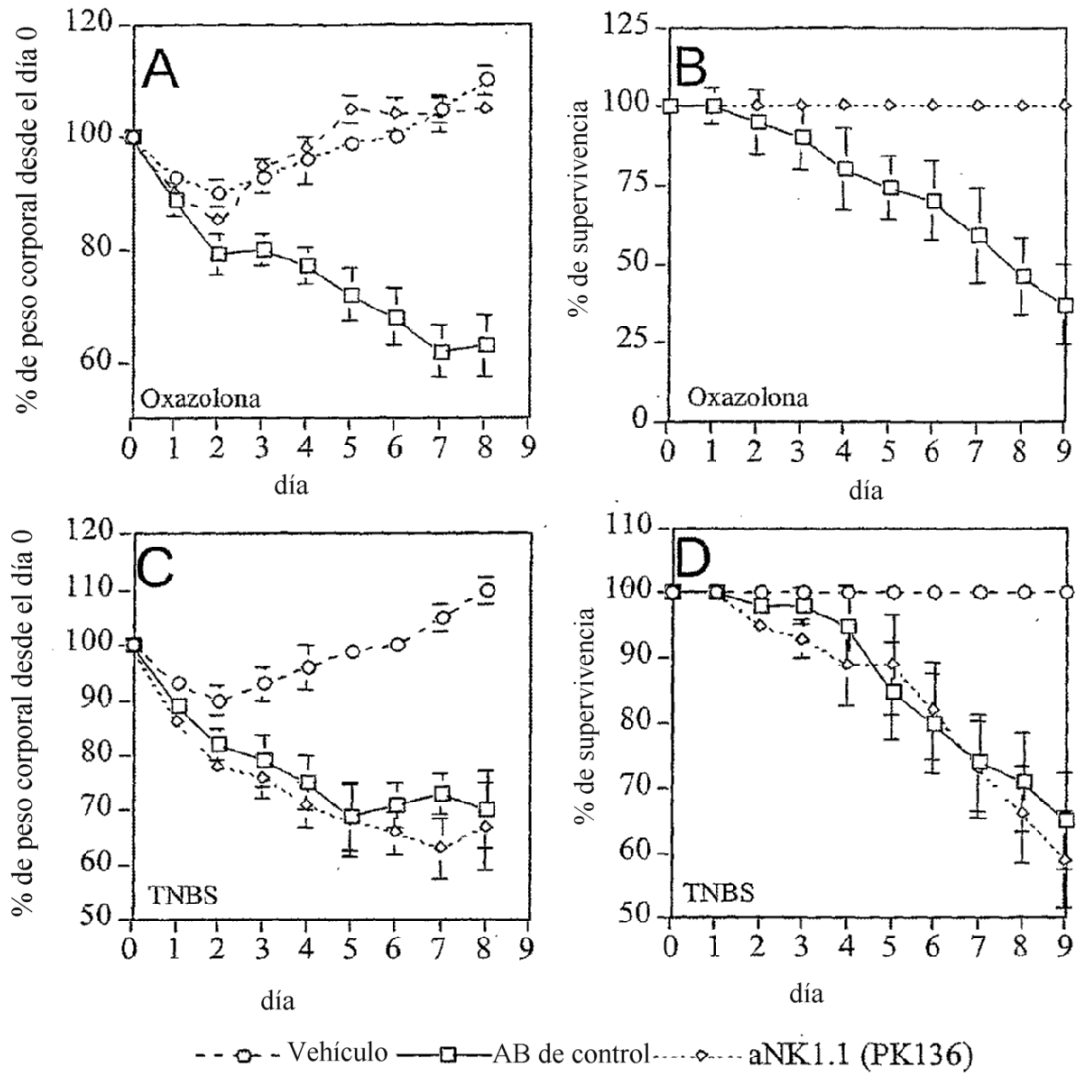 A
% de peso corporal desde el día 0
120
100
80
60
Oxazolona
0 1 2 3 4 5 6 7 8 9
día
B
% de supervivencia
125
100
75
50
25
0
Oxazolona
0 1 2 3 4 5 6 7 8 9
día
C
% de peso corporal desde el día 0
120
110
100
90
80
70
60
50
TNBS
0 1 2 3 4 5 6 7 8 9
día
D
% de supervivencia
110
100
90
80
70
60
50
TNBS
0 1 2 3 4 5 6 7 8 9
día
Vehículo AB de control aNK1.1 (PK136)